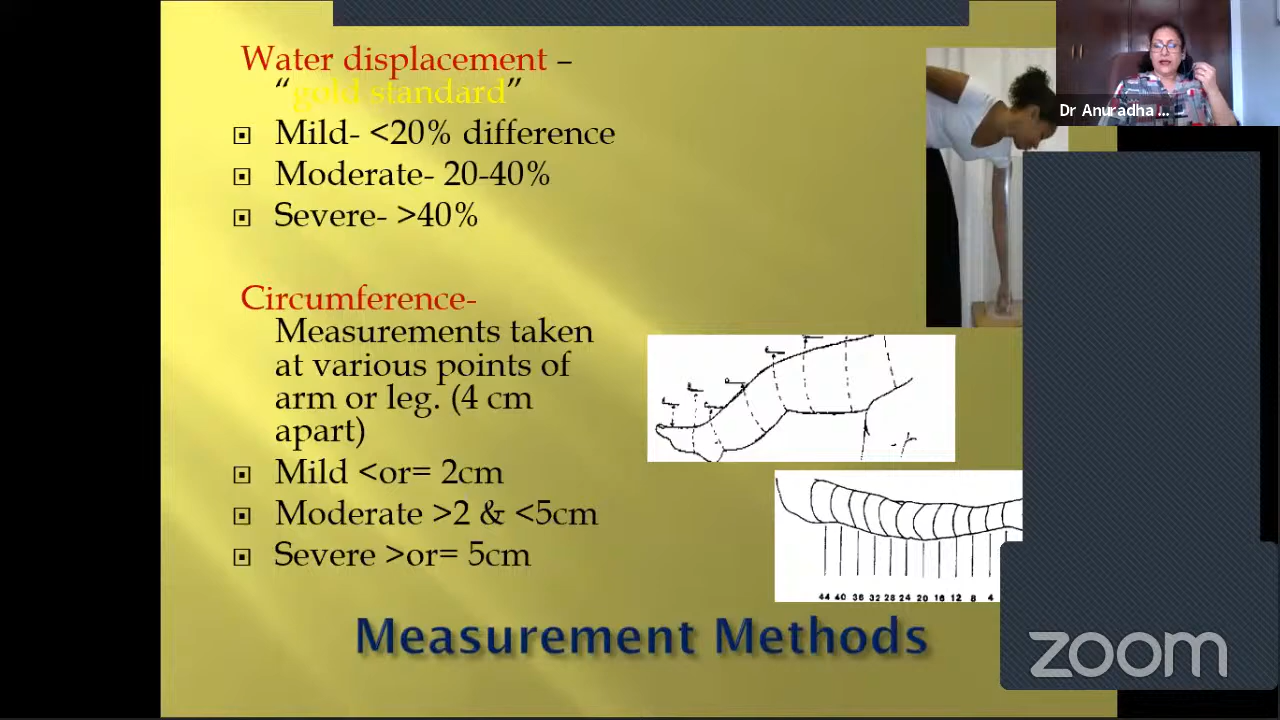 Water displacement –
“gold standard”
Mild- <20% difference
Moderate- 20-40%
Severe- >40%
Circumference-
Measurements taken
at various points of
arm or leg. (4 cm
apart)
Mild <or= 2cm
Moderate >2 & <5cm
Severe >or= 5cm
44 40 36 32 28 24 20 16 12 8 4
Measurement Methods
Dr Anuradha ...
zoom